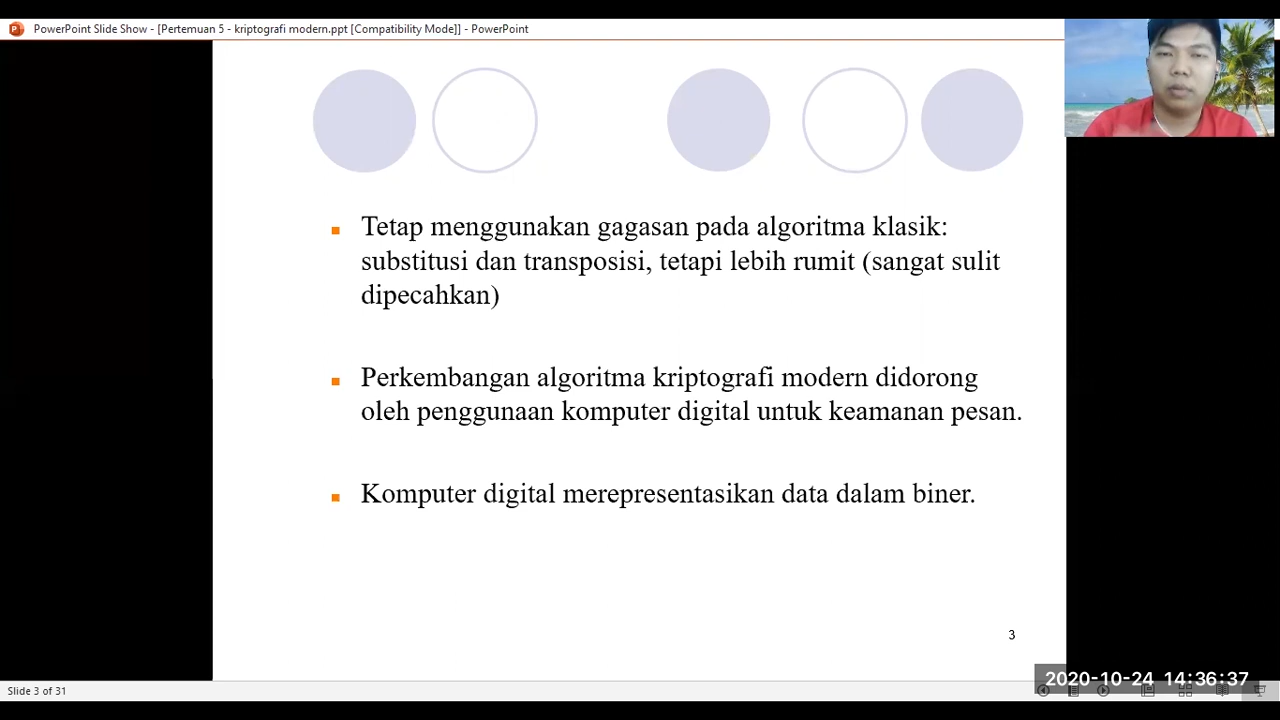 PowerPoint Slide Show - [Pertemuan 5 - kriptografi modern.ppt [Compatibility Mode]] - PowerPoint
Tetap menggunakan gagasan pada algoritma klasik:
substitusi dan transposisi, tetapi lebih rumit (sangat sulit
dipecahkan)
Perkembangan algoritma kriptografi modern didorong
oleh penggunaan komputer digital untuk keamanan pesan.
Komputer digital merepresentasikan data dalam biner.
3
2020-10-24 14:36:37
Slide 3 of 31